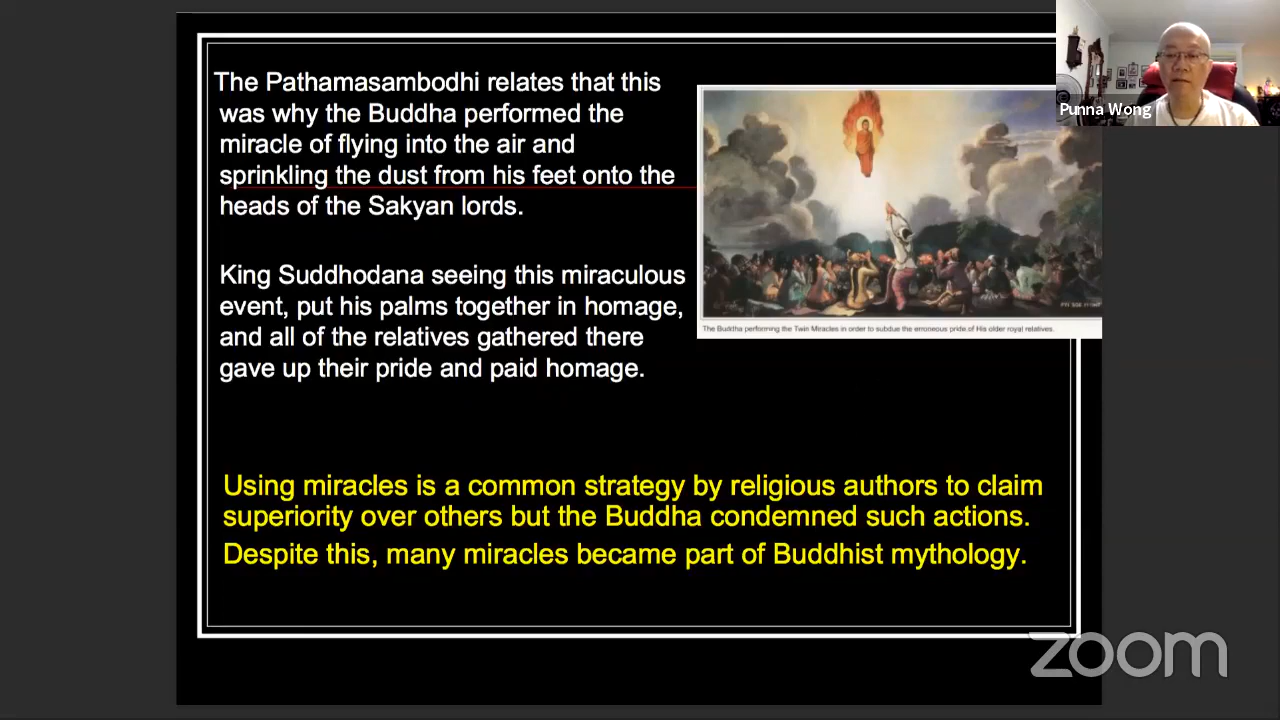 The Pathamasambodhi relates that this
was why the Buddha performed the
miracle of flying into the air and
sprinkling the dust from his feet onto the
heads of the Sakyan lords.
King Suddhodana seeing this miraculous
event, put his palms together in homage,
and all of the relatives gathered there
gave up their pride and paid homage.
The Buddha performing the Twin Miracles in order to subdue the erroneous pride of His older royal relatives.
Using miracles is a common strategy by religious authors to claim
superiority over others but the Buddha condemned such actions.
Despite this, many miracles became part of Buddhist mythology.
Punna Wong
zoom